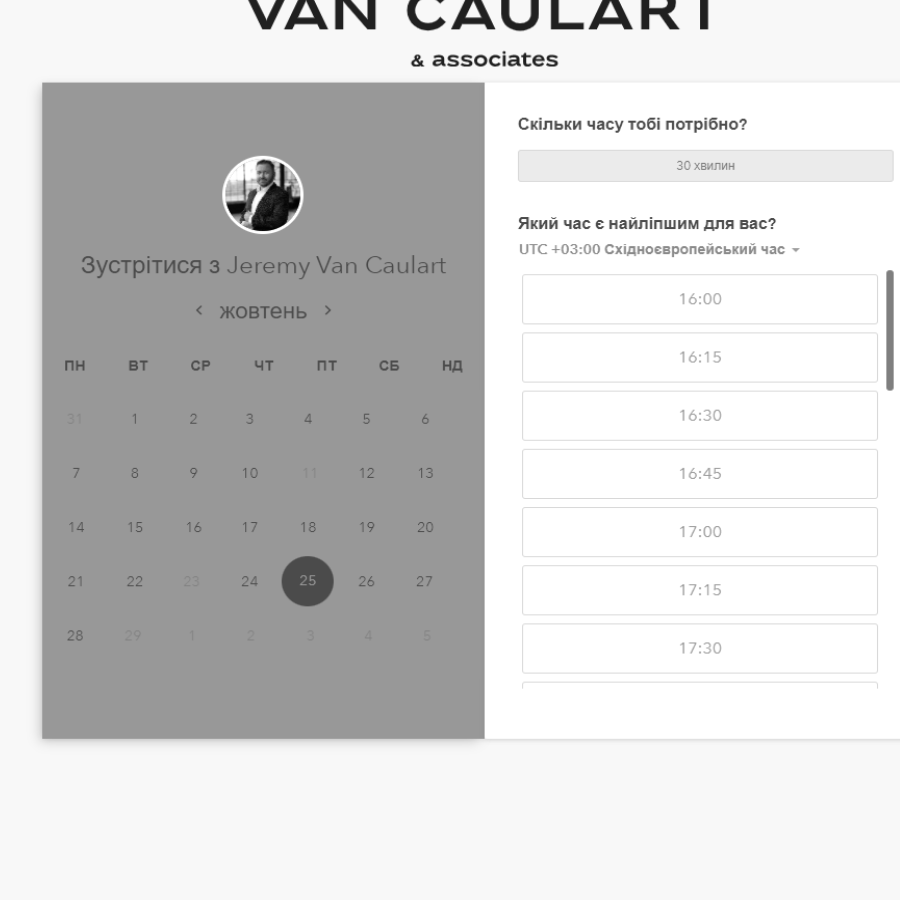 VAN CAULART
& associates
Зустрітися з Jeremy Van Caulart
жовтень
ПН ВТ СР ЧТ ПТ СБ НД
31 1 2 3 4 5 6
7 8 9 10 11 12 13
14 15 16 17 18 19 20
21 22 23 24 25 26 27
28 29 1 2 3 4 5
Скільки часу тобі потрібно?
30 хвилин
Який час є найліпшим для вас?
UTC +03:00 Східноєвропейський час
16:00
16:15
16:30
16:45
17:00
17:15
17:30